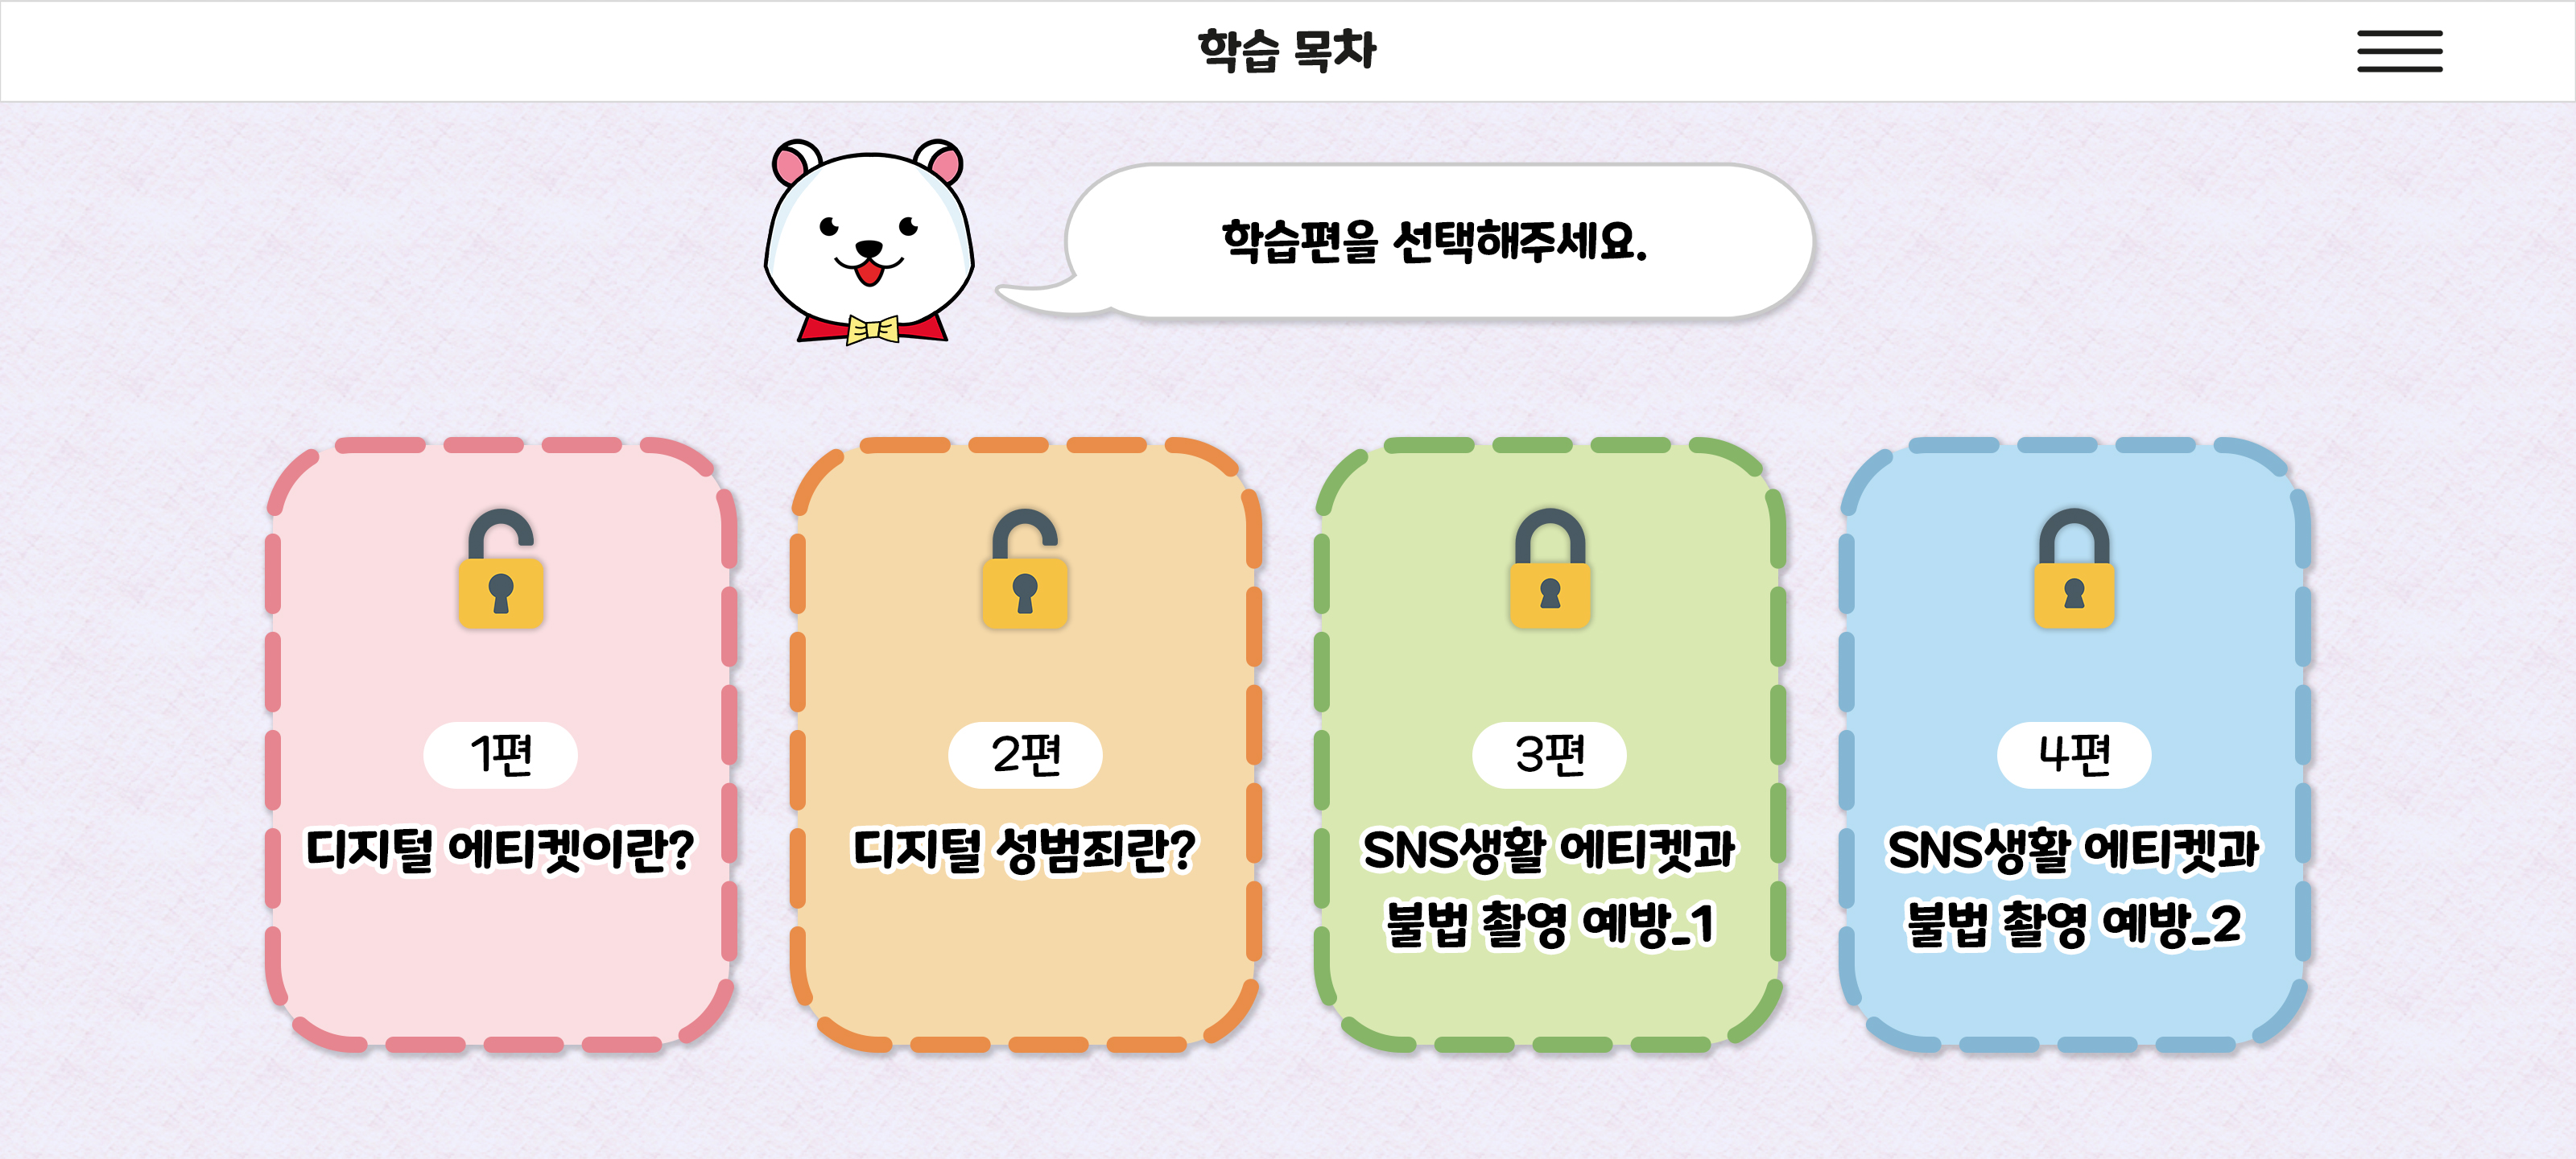 학습 목차
학습편을 선택해주세요.
1편
디지털 에티켓이란?
2편
디지털 성범죄란?
3편
SNS생활 에티켓과
불법 촬영 예방_1
4편
SNS생활 에티켓과
불법 촬영 예방_2